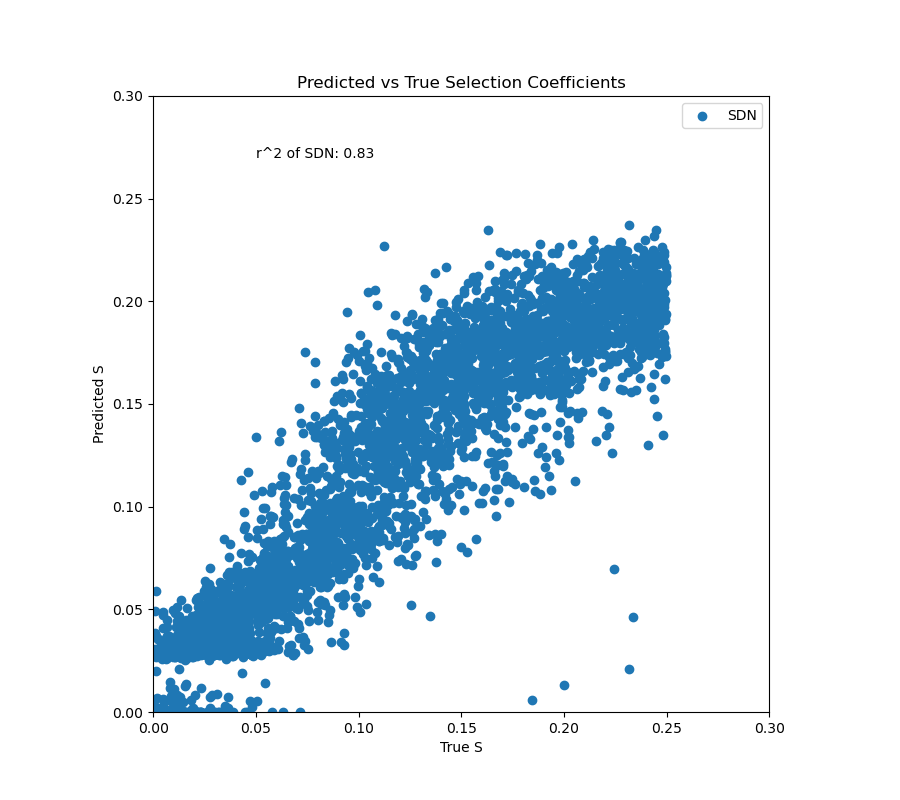 Predicted vs True Selection Coefficients
0.30
SDN
r^2 of SDN: 0.83
0.25
0.20
0.15
Predicted S
0.10
0.05
0.00
0.00 0.05 0.10 0.15 0.20 0.25 0.30
True S